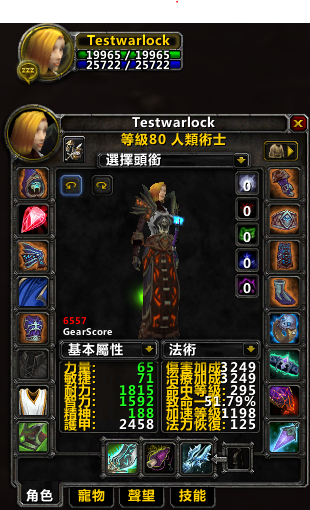 Testwarlock
19965 / 19965
25722 / 25722
zzz
Testwarlock
等級80 人類術士
選擇頭銜
0
0
0
0
0
6557
GearScore
基本屬性
法術
力量: 65
傷害加成 3249
敏捷: 71
治療加成 3249
耐力: 1815
命中等級: 295
智力: 1592
致命 51.79%
精神: 188
加速等級 1198
護甲: 2458
法力恢復: 125
角色
寵物
聲望
技能